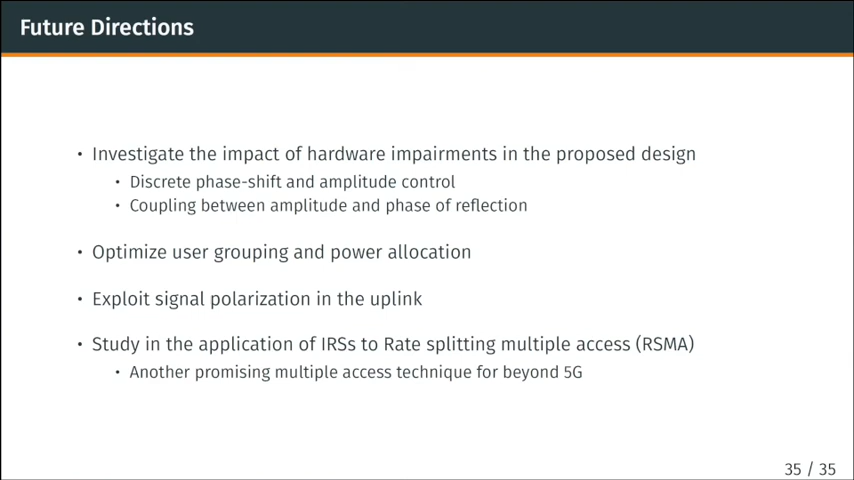 Future Directions
• Investigate the impact of hardware impairments in the proposed design
• Discrete phase-shift and amplitude control
• Coupling between amplitude and phase of reflection
• Optimize user grouping and power allocation
• Exploit signal polarization in the uplink
• Study in the application of IRSs to Rate splitting multiple access (RSMA)
• Another promising multiple access technique for beyond 5G
35 / 35